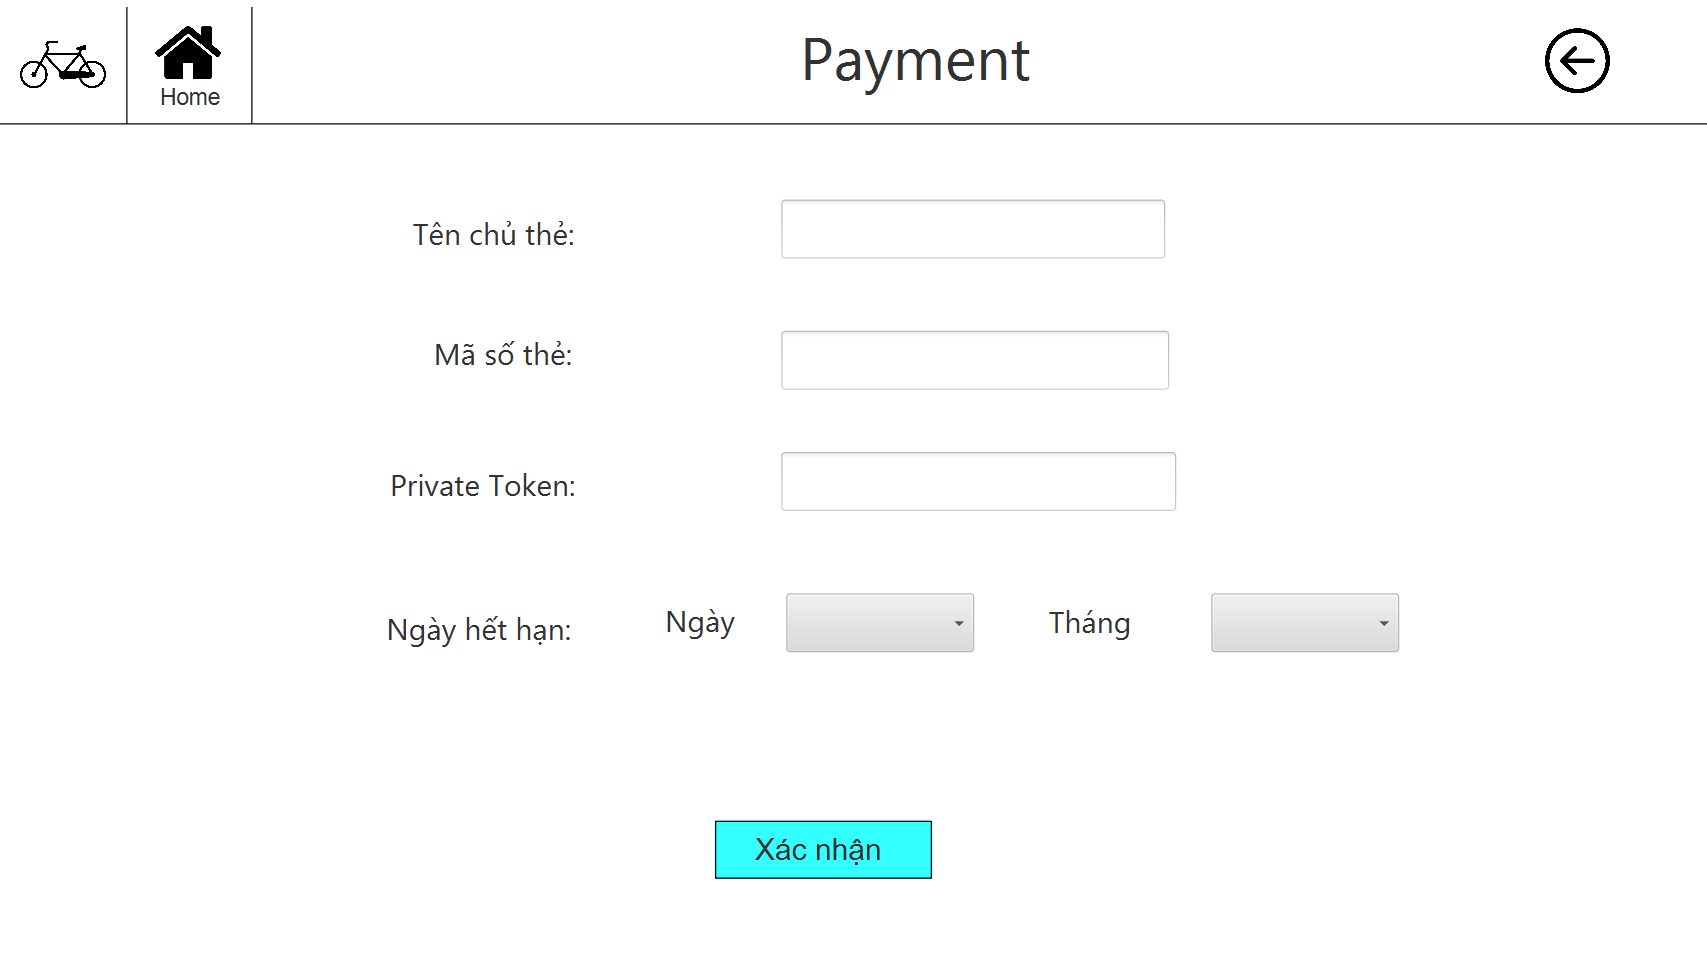 Home
Payment
Tên chủ thẻ:
Mã số thẻ:
Private Token:
Ngày hết hạn: Ngày Tháng
Xác nhận